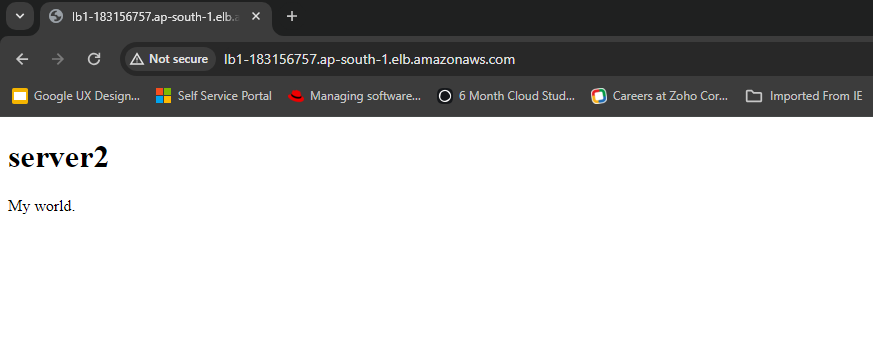 lb1-183156757.ap-south-1.elb.a
Not secure lb1-183156757.ap-south-1.elb.amazonaws.com
Google UX Design... Self Service Portal Managing software... 6 Month Cloud Stud... Careers at Zoho Cor... Imported From IE
server2
My world.